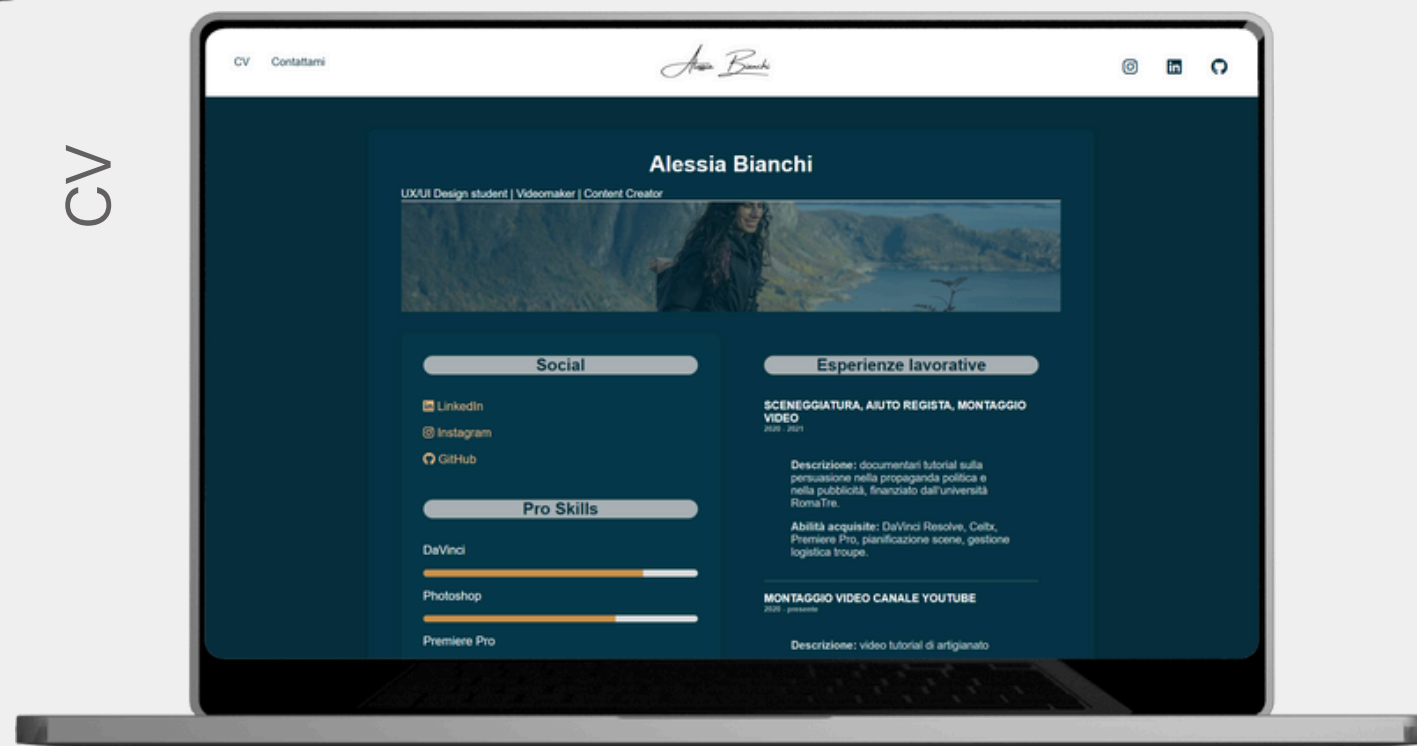 CV
CV Contattami
Alessia Bianchi
Alessia Bianchi
UX/UI Design student | Videomaker | Content Creator
Social
LinkedIn
Instagram
GitHub
Pro Skills
DaVinci
Photoshop
Premiere Pro
Esperienze lavorative
SCENEGGIATURA, AIUTO REGISTA, MONTAGGIO
VIDEO
2020 - 2021
Descrizione: documentari tutorial sulla
persuasione nella propaganda politica e
nella pubblicità, finanziato dall'università
RomaTre.
Abilità acquisite: DaVinci Resolve, Celtx,
Premiere Pro, pianificazione scene, gestione
logistica troupe.
MONTAGGIO VIDEO CANALE YOUTUBE
2020 - presente
Descrizione: video tutorial di artigianato